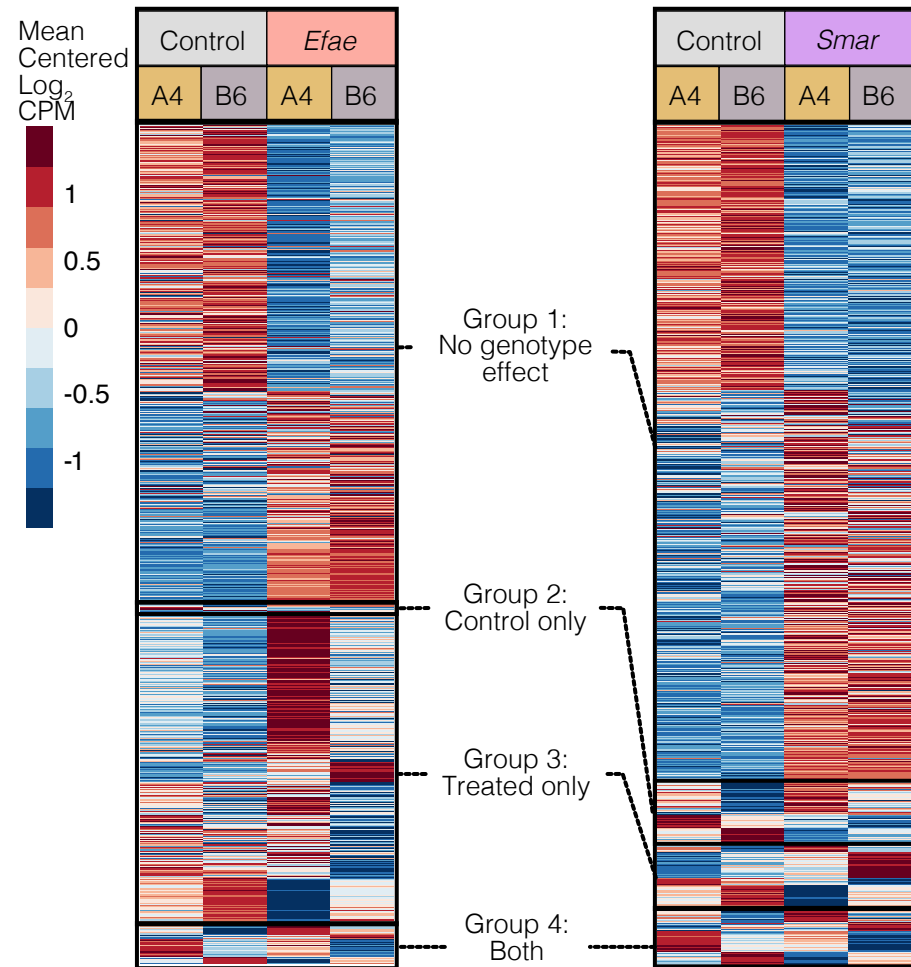 Mean
Centered
Log2
CPM
1
0.5
0
-0.5
-1
Control Efae
A4 B6 A4 B6
Control Smar
A4 B6 A4 B6
Group 1:
No genotype
effect
Group 2:
Control only
Group 3:
Treated only
Group 4:
Both